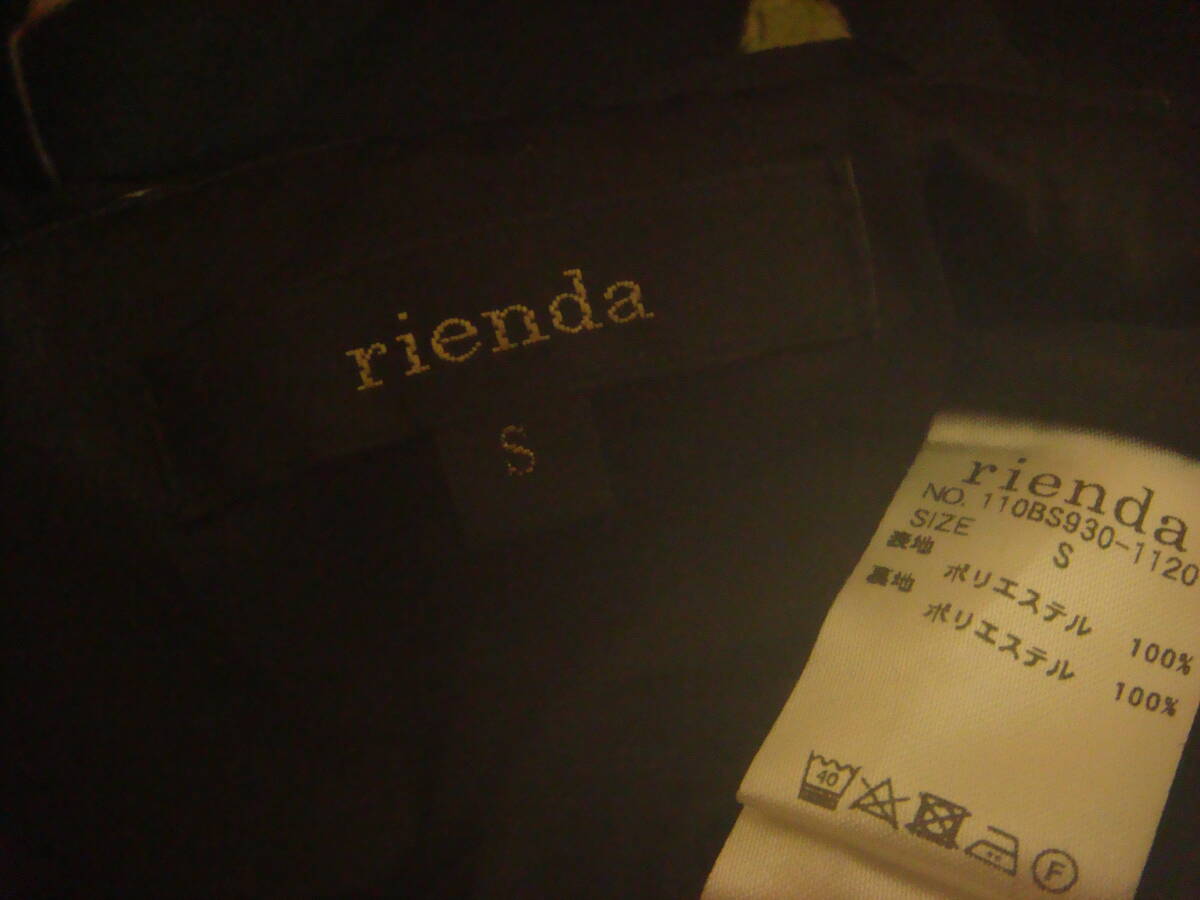 rienda
S
rienda
NO. 110BS930-1120
SIZE S
表地 ポリエステル 100%
裏地 ポリエステル 100%
40
F